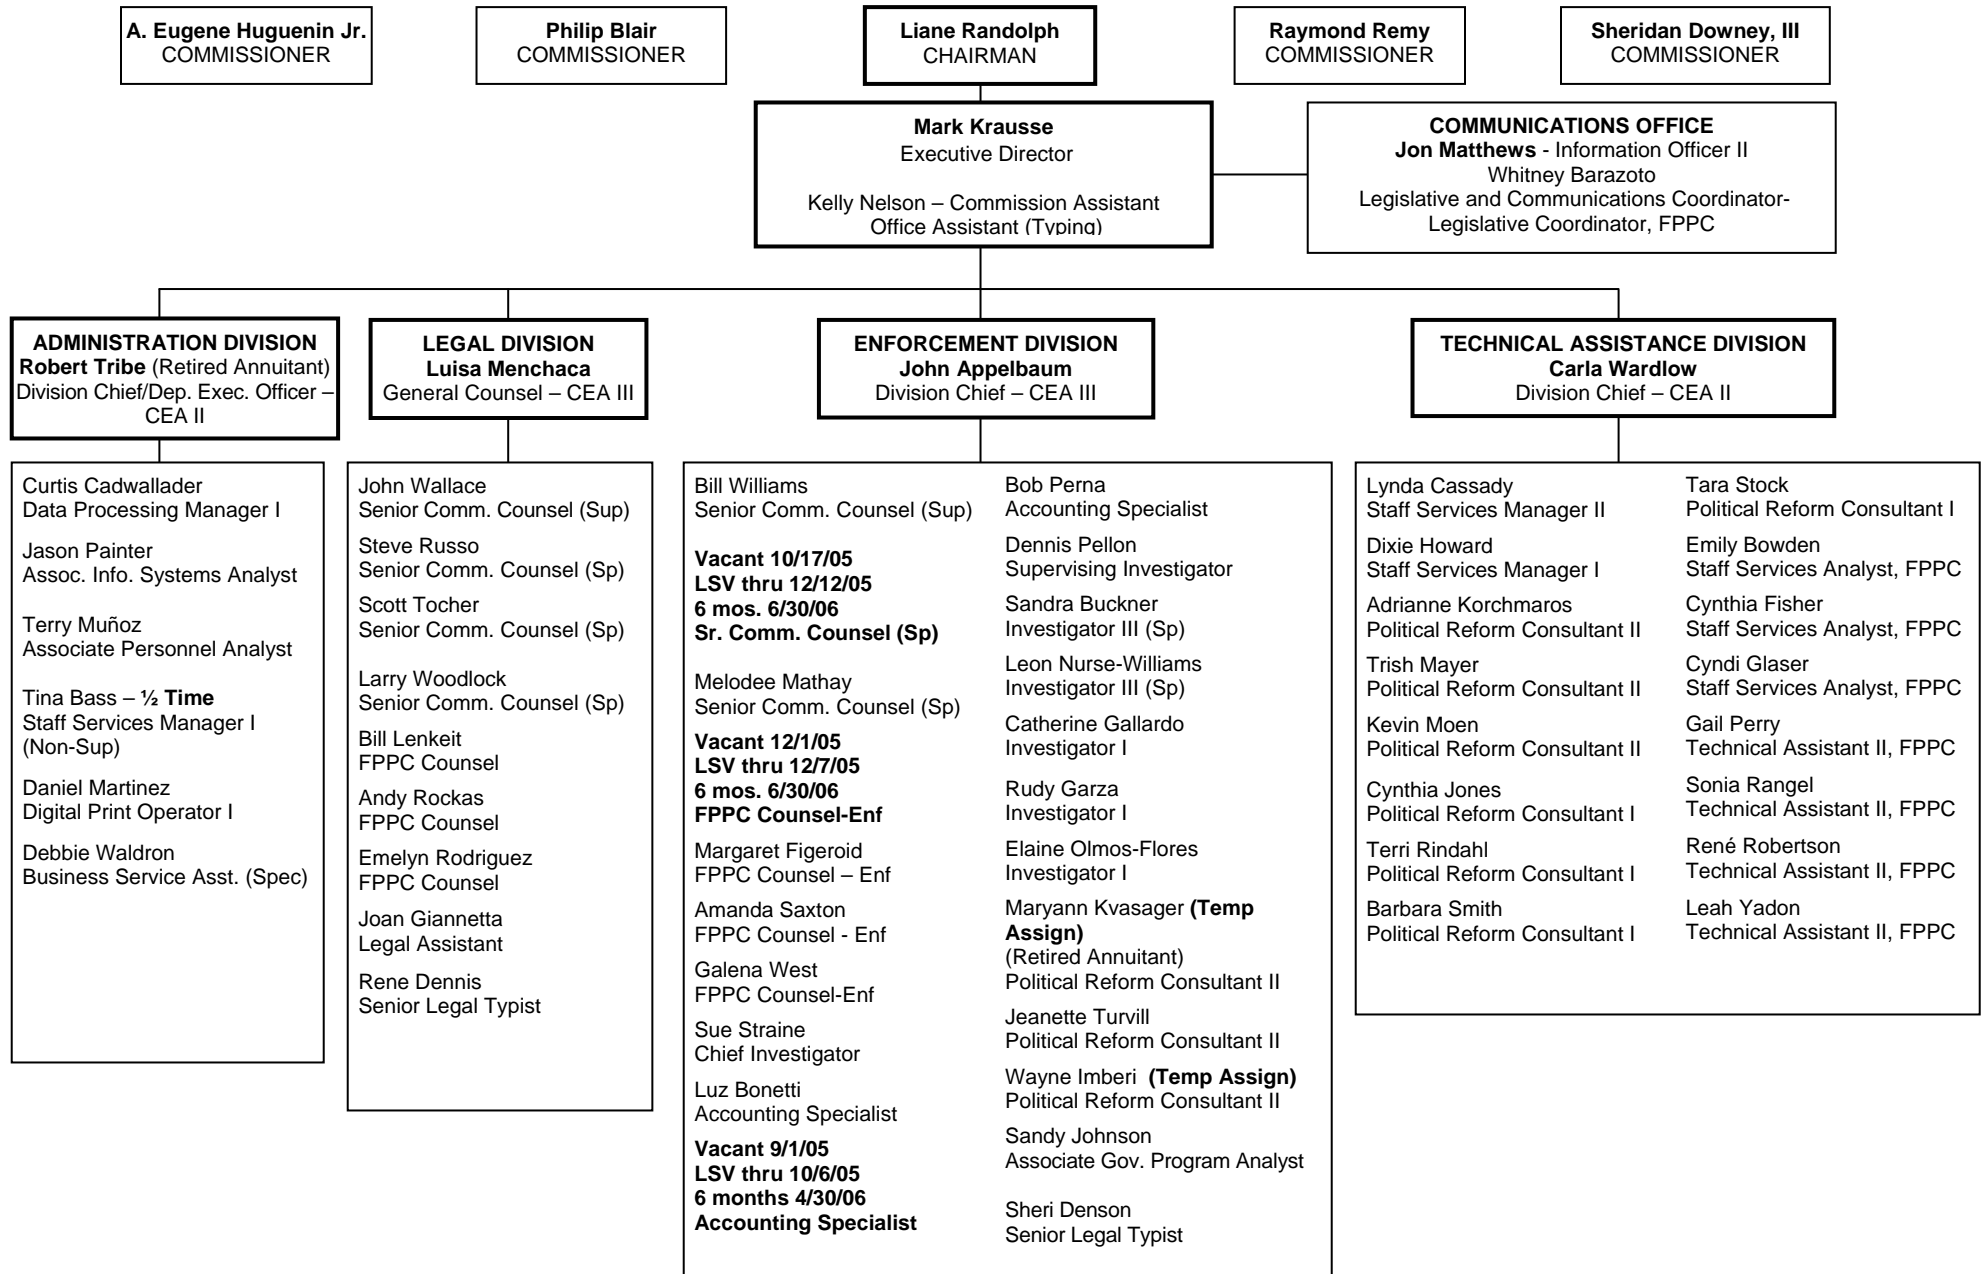 A. Eugene Huguenin Jr.
COMMISSIONER
Philip Blair
COMMISSIONER
Liane Randolph
CHAIRMAN
Raymond Remy
COMMISSIONER
Sheridan Downey, III
COMMISSIONER
Mark Krausse
Executive Director
Kelly Nelson – Commission Assistant
Office Assistant (Typing)
COMMUNICATIONS OFFICE
Jon Matthews - Information Officer II
Whitney Barazoto
Legislative and Communications Coordinator-
Legislative Coordinator, FPPC
ADMINISTRATION DIVISION
Robert Tribe (Retired Annuitant)
Division Chief/Dep. Exec. Officer –
CEA II
LEGAL DIVISION
Luisa Menchaca
General Counsel – CEA III
ENFORCEMENT DIVISION
John Appelbaum
Division Chief – CEA III
TECHNICAL ASSISTANCE DIVISION
Carla Wardlow
Division Chief – CEA II
Curtis Cadwallader
Data Processing Manager I
Jason Painter
Assoc. Info. Systems Analyst
Terry Muñoz
Associate Personnel Analyst
Tina Bass – ½ Time
Staff Services Manager I
(Non-Sup)
Daniel Martinez
Digital Print Operator I
Debbie Waldron
Business Service Asst. (Spec)
John Wallace
Senior Comm. Counsel (Sup)
Steve Russo
Senior Comm. Counsel (Sp)
Scott Tocher
Senior Comm. Counsel (Sp)
Larry Woodlock
Senior Comm. Counsel (Sp)
Bill Lenkeit
FPPC Counsel
Andy Rockas
FPPC Counsel
Emelyn Rodriguez
FPPC Counsel
Joan Giannetta
Legal Assistant
Rene Dennis
Senior Legal Typist
Bill Williams
Senior Comm. Counsel (Sup)
Vacant 10/17/05
LSV thru 12/12/05
6 mos. 6/30/06
Sr. Comm. Counsel (Sp)
Melodee Mathay
Senior Comm. Counsel (Sp)
Vacant 12/1/05
LSV thru 12/7/05
6 mos. 6/30/06
FPPC Counsel-Enf
Margaret Figeroid
FPPC Counsel – Enf
Amanda Saxton
FPPC Counsel - Enf
Galena West
FPPC Counsel-Enf
Sue Straine
Chief Investigator
Luz Bonetti
Accounting Specialist
Vacant 9/1/05
LSV thru 10/6/05
6 months 4/30/06
Accounting Specialist
Bob Perna
Accounting Specialist
Dennis Pellon
Supervising Investigator
Sandra Buckner
Investigator III (Sp)
Leon Nurse-Williams
Investigator III (Sp)
Catherine Gallardo
Investigator I
Rudy Garza
Investigator I
Elaine Olmos-Flores
Investigator I
Maryann Kvasager (Temp
Assign)
(Retired Annuitant)
Political Reform Consultant II
Jeanette Turvill
Political Reform Consultant II
Wayne Imberi (Temp Assign)
Political Reform Consultant II
Sandy Johnson
Associate Gov. Program Analyst
Sheri Denson
Senior Legal Typist
Lynda Cassady
Staff Services Manager II
Dixie Howard
Staff Services Manager I
Adrianne Korchmaros
Political Reform Consultant II
Trish Mayer
Political Reform Consultant II
Kevin Moen
Political Reform Consultant II
Cynthia Jones
Political Reform Consultant I
Terri Rindahl
Political Reform Consultant I
Barbara Smith
Political Reform Consultant I
Tara Stock
Political Reform Consultant I
Emily Bowden
Staff Services Analyst, FPPC
Cynthia Fisher
Staff Services Analyst, FPPC
Cyndi Glaser
Staff Services Analyst, FPPC
Gail Perry
Technical Assistant II, FPPC
Sonia Rangel
Technical Assistant II, FPPC
René Robertson
Technical Assistant II, FPPC
Leah Yadon
Technical Assistant II, FPPC